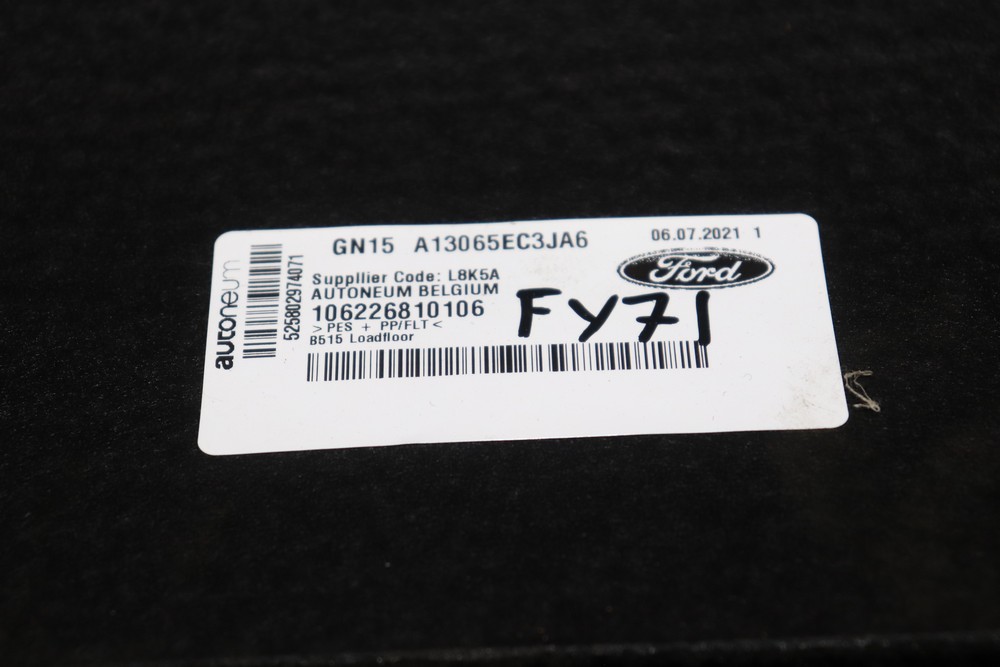 GN15 A13065EC3JA6
06.07.2021 1
Ford
Suppllier Code: L8K5A
AUTONEUM BELGIUM
106226810106
> PES + PP/FLT <
B515 Loadfloor
FY71
autoneum
525802974071